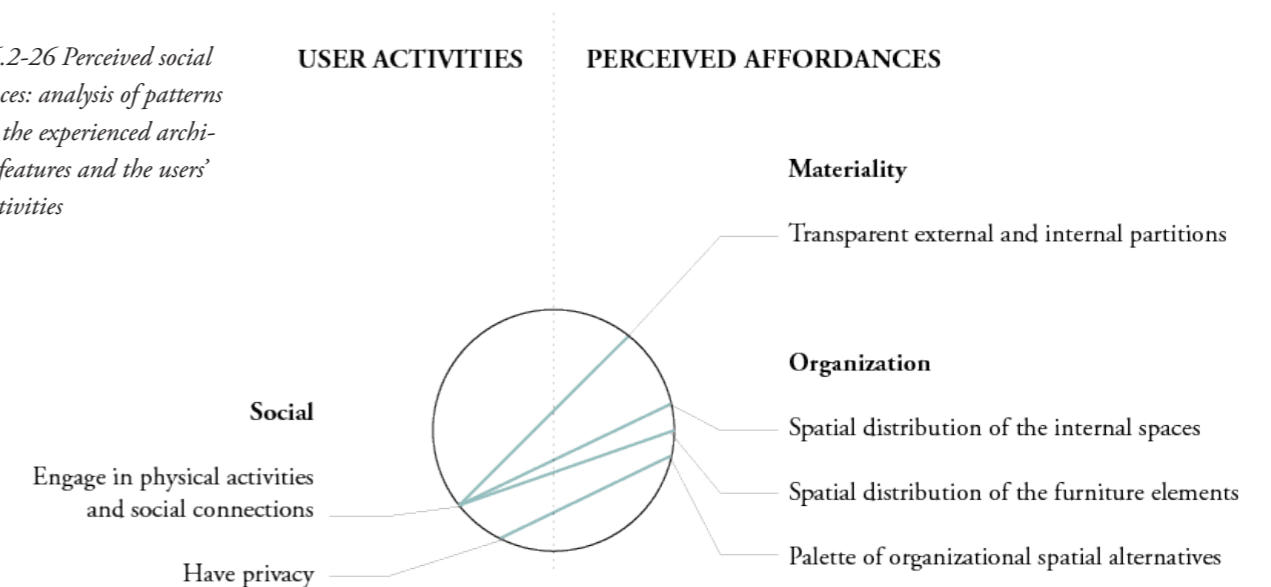 .2-26 Perceived social
ces: analysis of patterns
the experienced archi-
features and the users’
tivities
USER ACTIVITIES
PERCEIVED AFFORDANCES
Materiality
Transparent external and internal partitions
Organization
Spatial distribution of the internal spaces
Spatial distribution of the furniture elements
Palette of organizational spatial alternatives
Social
Engage in physical activities
and social connections
Have privacy